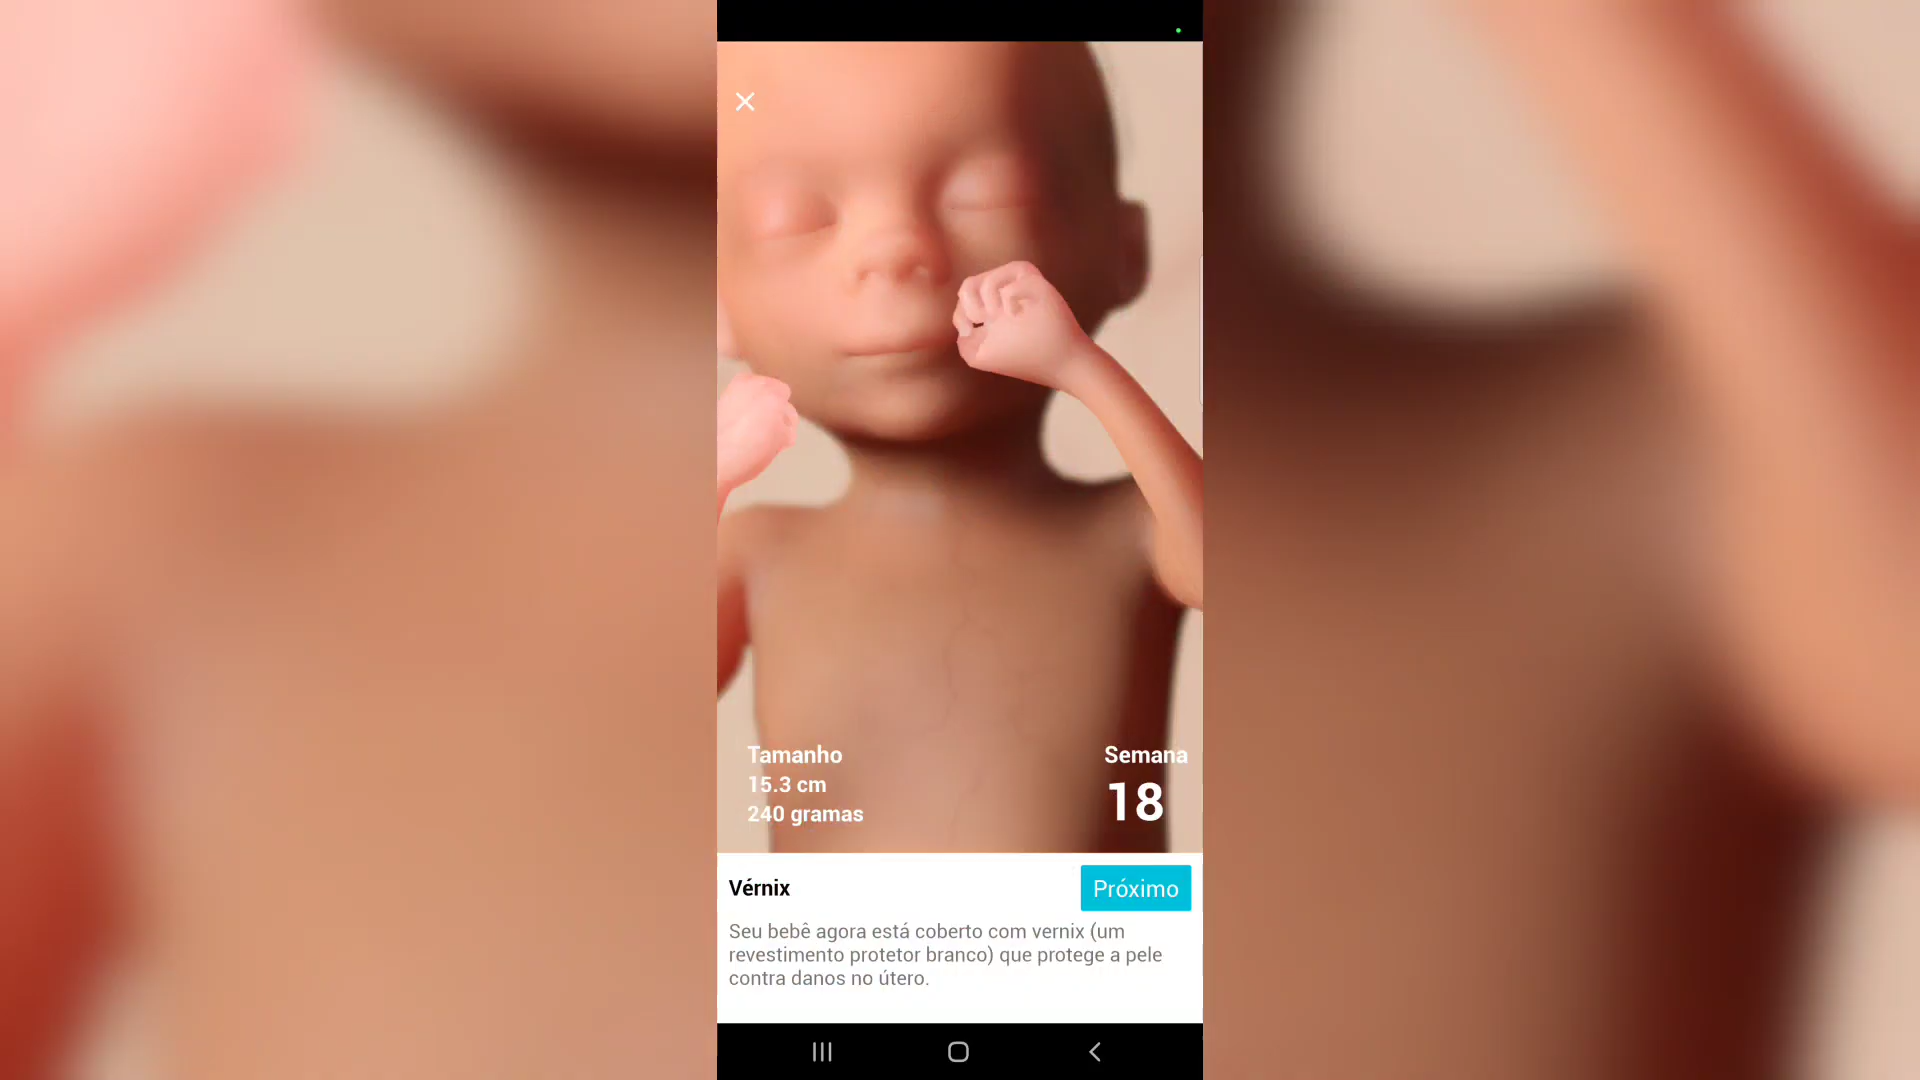 Tamanho
15.3 cm
240 gramas
Semana
18
Vérnix
Próximo
Seu bebê agora está coberto com vernix (um
revestimento protetor branco) que protege a pele
contra danos no útero.